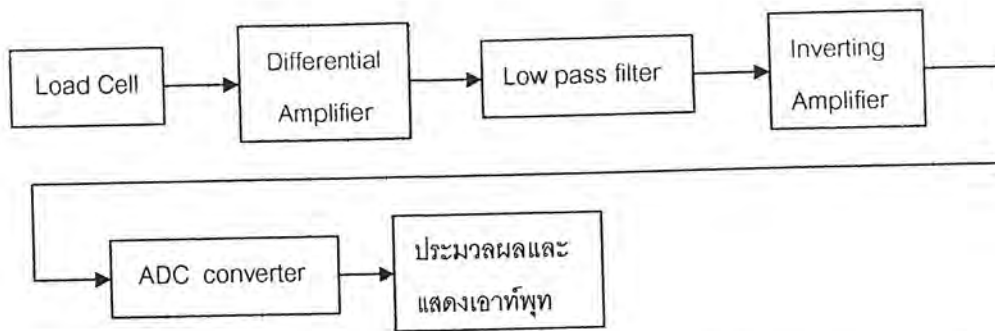 Load Cell
Differential
Amplifier
Low pass filter
Inverting
Amplifier
ADC converter
ประมวลผลและ
แสดงเอาท์พุท